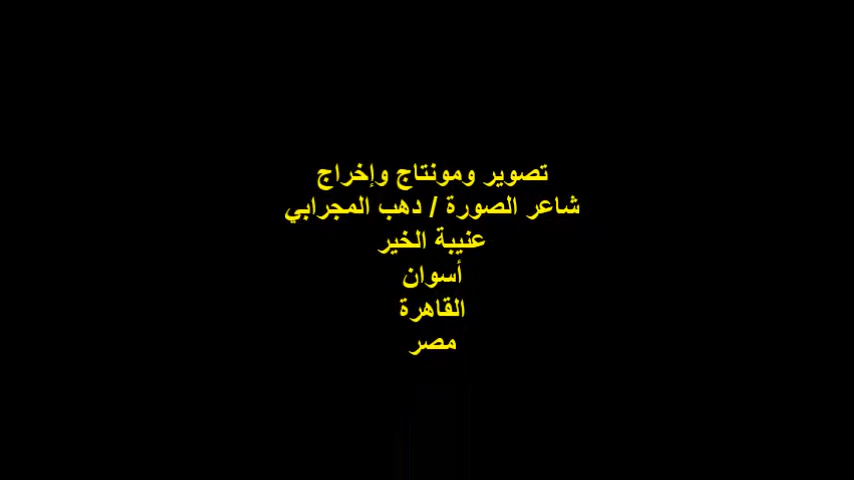 تصوير ومونتاج وإخراج
شاعر الصورة / دهب المجرابي
عنيبة الخير
أسوان
القاهرة
مصر